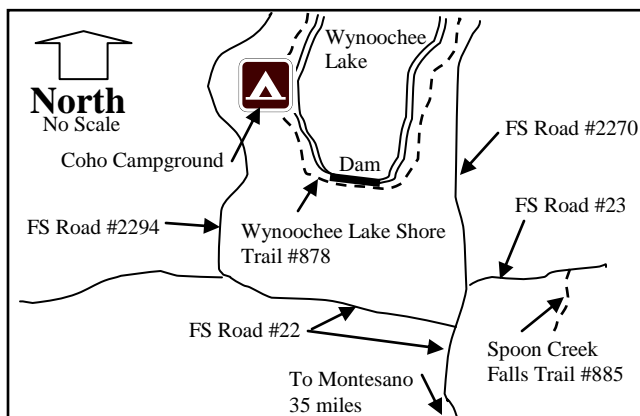 North
No Scale
Wynoochee
Lake
Coho Campground
Dam
FS Road #2270
FS Road #23
FS Road #2294
Wynoochee Lake Shore
Trail #878
FS Road #22
Spoon Creek
Falls Trail #885
To Montesano
35 miles